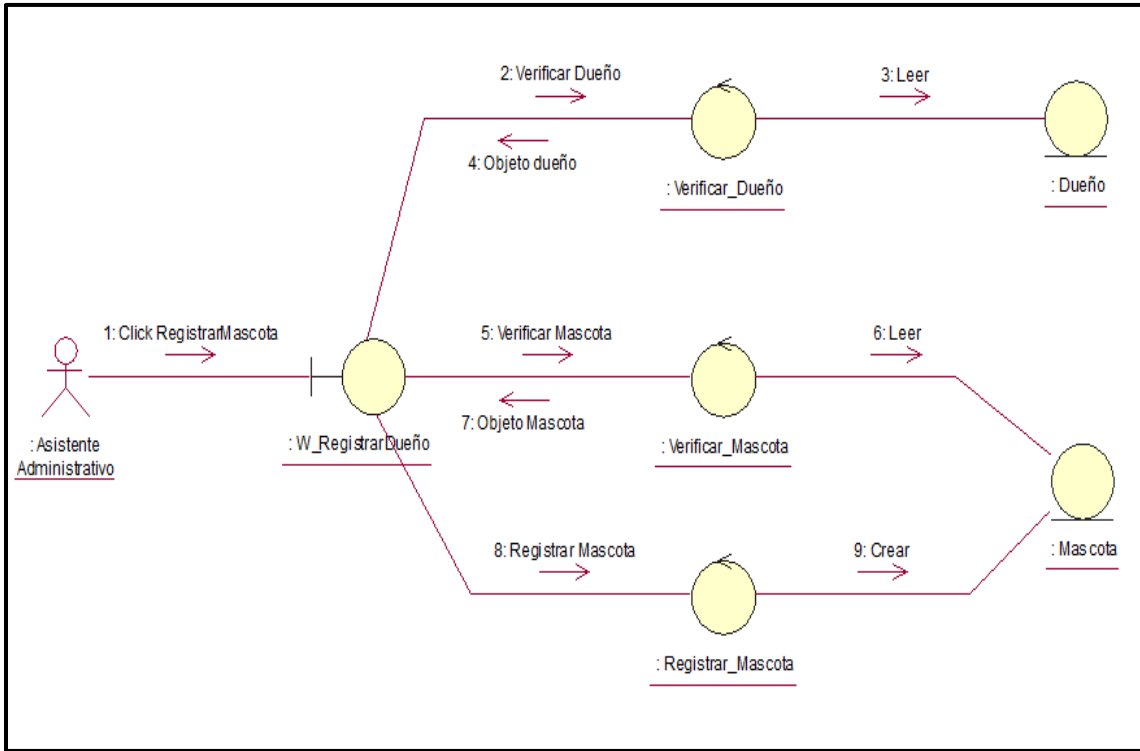 2: Verificar Dueño
3: Leer
4: Objeto dueño
: Verificar_Dueño
: Dueño
1: Click RegistrarMascota
5: Verificar Mascota
6: Leer
7: Objeto Mascota
: Asistente
Administrativo
: W_RegistrarDueño
: Verificar_Mascota
8: Registrar Mascota
9: Crear
: Mascota
: Registrar_Mascota